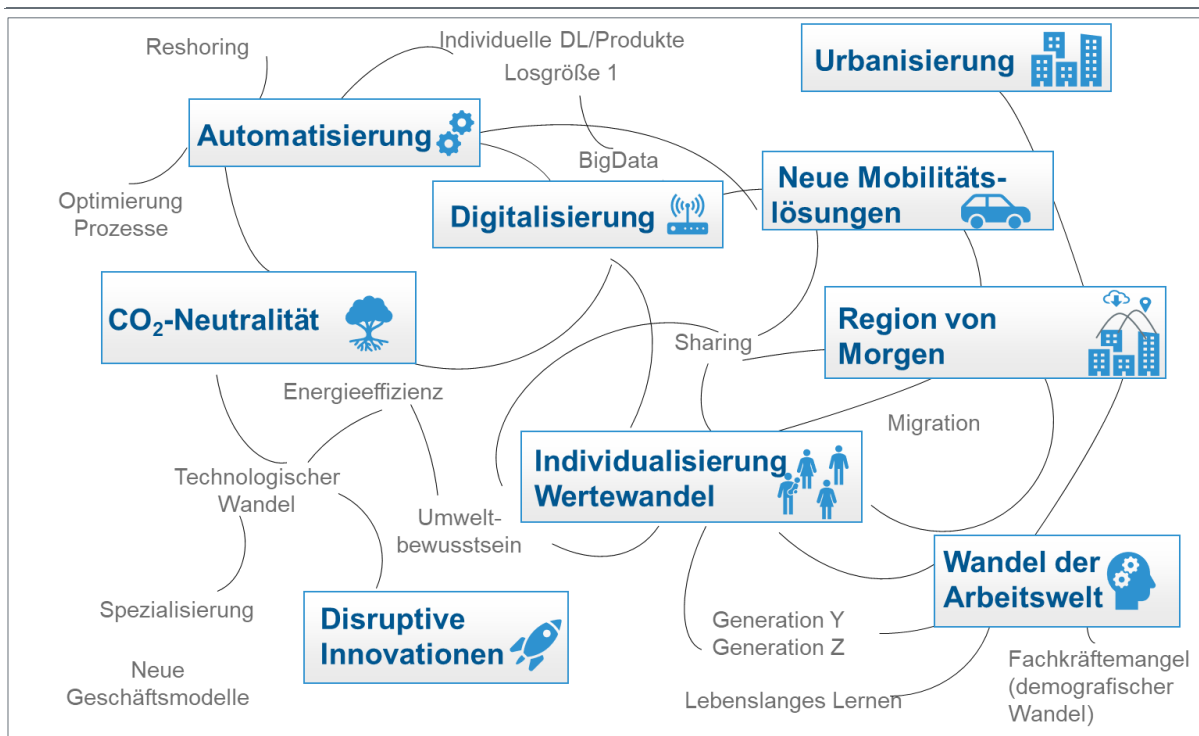 Reshoring
Individuelle DL/Produkte
Losgröße 1
Urbanisierung
Automatisierung
BigData
Neue Mobilitäts-
lösungen
Optimierung
Prozesse
Digitalisierung
CO₂-Neutralität
Region von
Morgen
Sharing
Energieeffizienz
Migration
Individualisierung
Wertewandel
Technologischer
Wandel
Umwelt-
bewusstsein
Wandel der
Arbeitswelt
Spezialisierung
Disruptive
Innovationen
Generation Y
Generation Z
Neue
Geschäftsmodelle
Lebenslanges Lernen
Fachkräftemangel
(demografischer
Wandel)